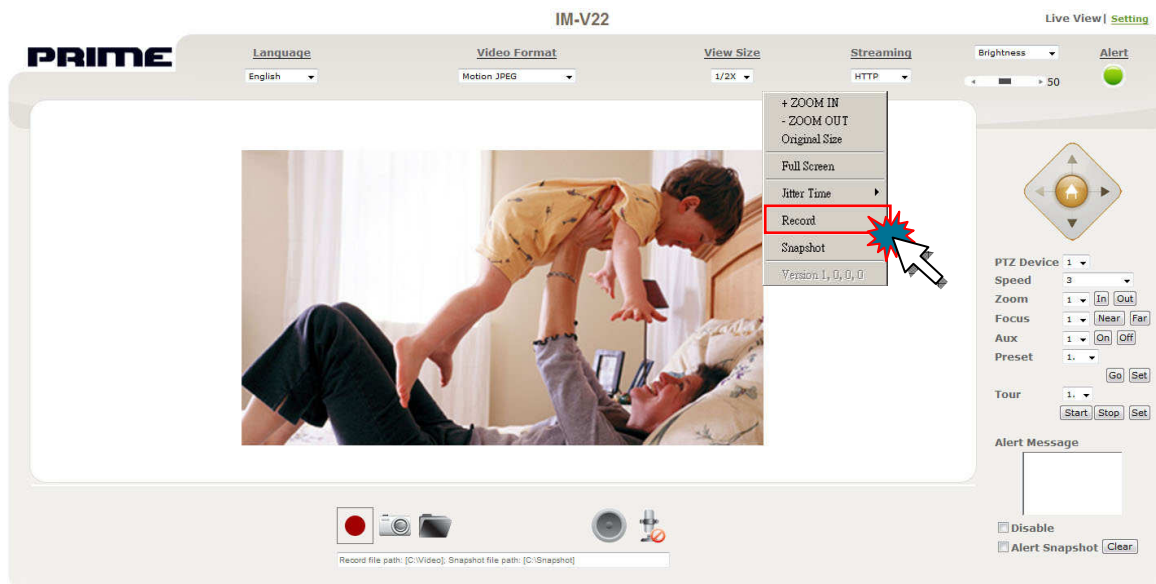 IM-V22
Live View| Setting
PRIME
Language
Video Format
View Size
Streaming
Brightness
Alert
English
Motion JPEG
1/2X
HTTP
50
+ ZOOM IN
- ZOOM OUT
Original Size
Full Screen
Jitter Time
Record
Snapshot
Version 1, 0, 0, 0
PTZ Device 1
Speed 3
Zoom 1 In Out
Focus 1 Near Far
Aux 1 On Off
Preset 1.
Go Set
Tour 1.
Start Stop Set
Alert Message
Disable
Alert Snapshot Clear
Record file path: [C:\Video]; Snapshot file path: [C:\Snapshot]